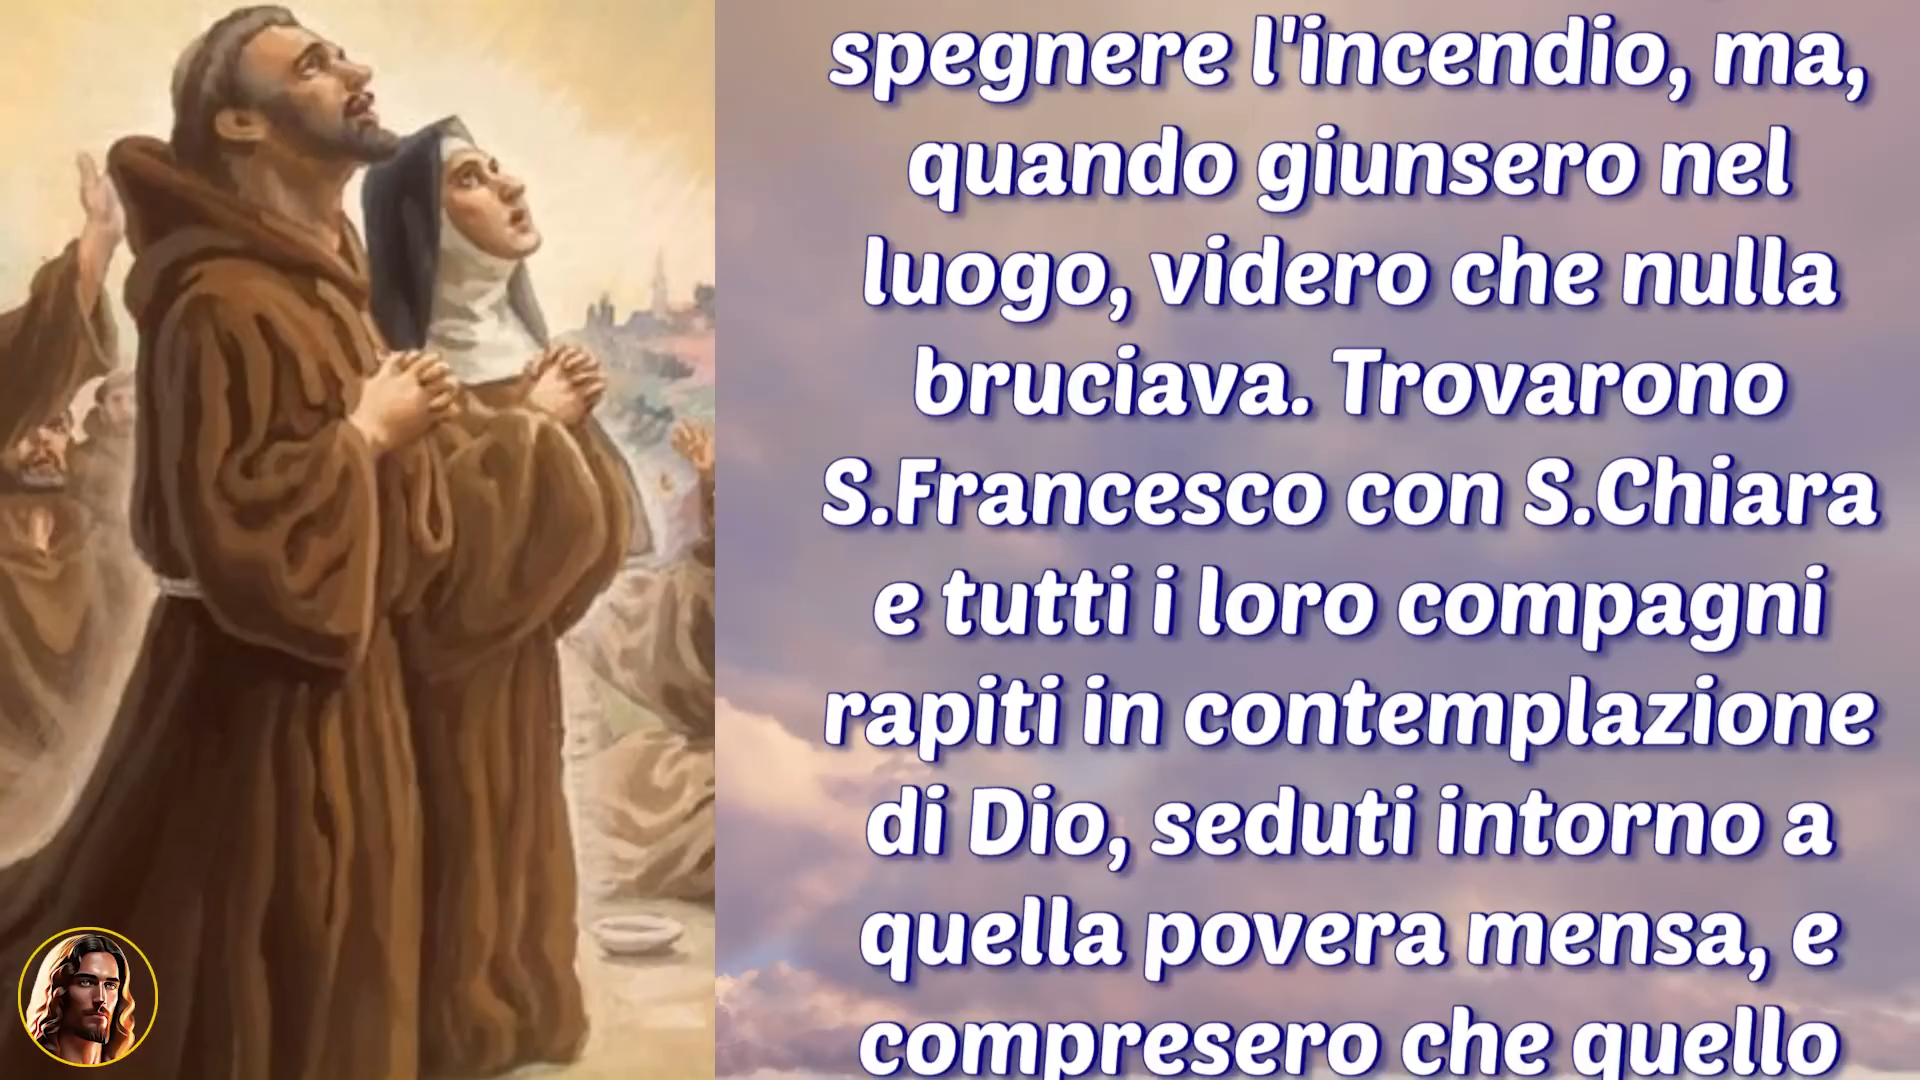 spegnere l'incendio, ma,
quando giunsero nel
luogo, videro che nulla
bruciava. Trovarono
S.Francesco con S.Chiara
e tutti i loro compagni
rapiti in contemplazione
di Dio, seduti intorno a
quella povera mensa, e
compresero che quello